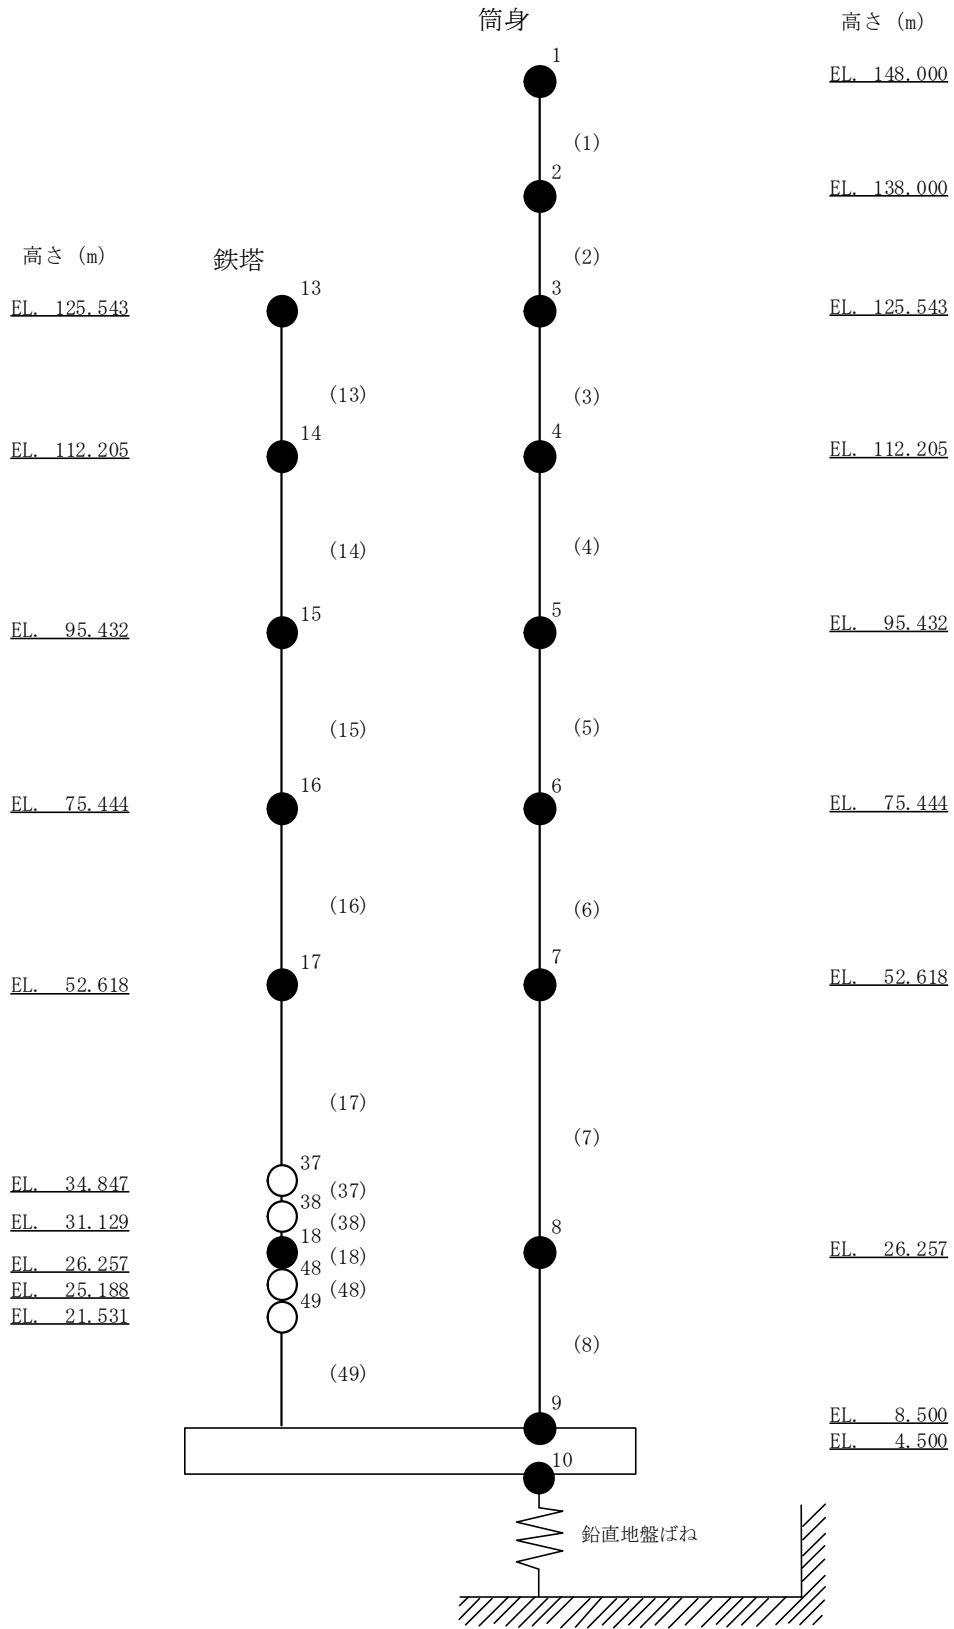 筒身
高さ (m)
1
EL. 148.000
(1)
2
EL. 138.000
(2)
高さ (m)
鉄塔
13
3
EL. 125.543
EL. 125.543
(13)
(3)
14
4
EL. 112.205
EL. 112.205
(14)
(4)
15
5
EL. 95.432
EL. 95.432
(15)
(5)
16
6
EL. 75.444
EL. 75.444
(16)
(6)
17
7
EL. 52.618
EL. 52.618
(17)
(7)
37
EL. 34.847
(37)
38
EL. 31.129
(38)
18
8
EL. 26.257
(18)
EL. 26.257
48
EL. 25.188
(48)
49
EL. 21.531
(8)
(49)
9
EL. 8.500
EL. 4.500
10
鉛直地盤ばね